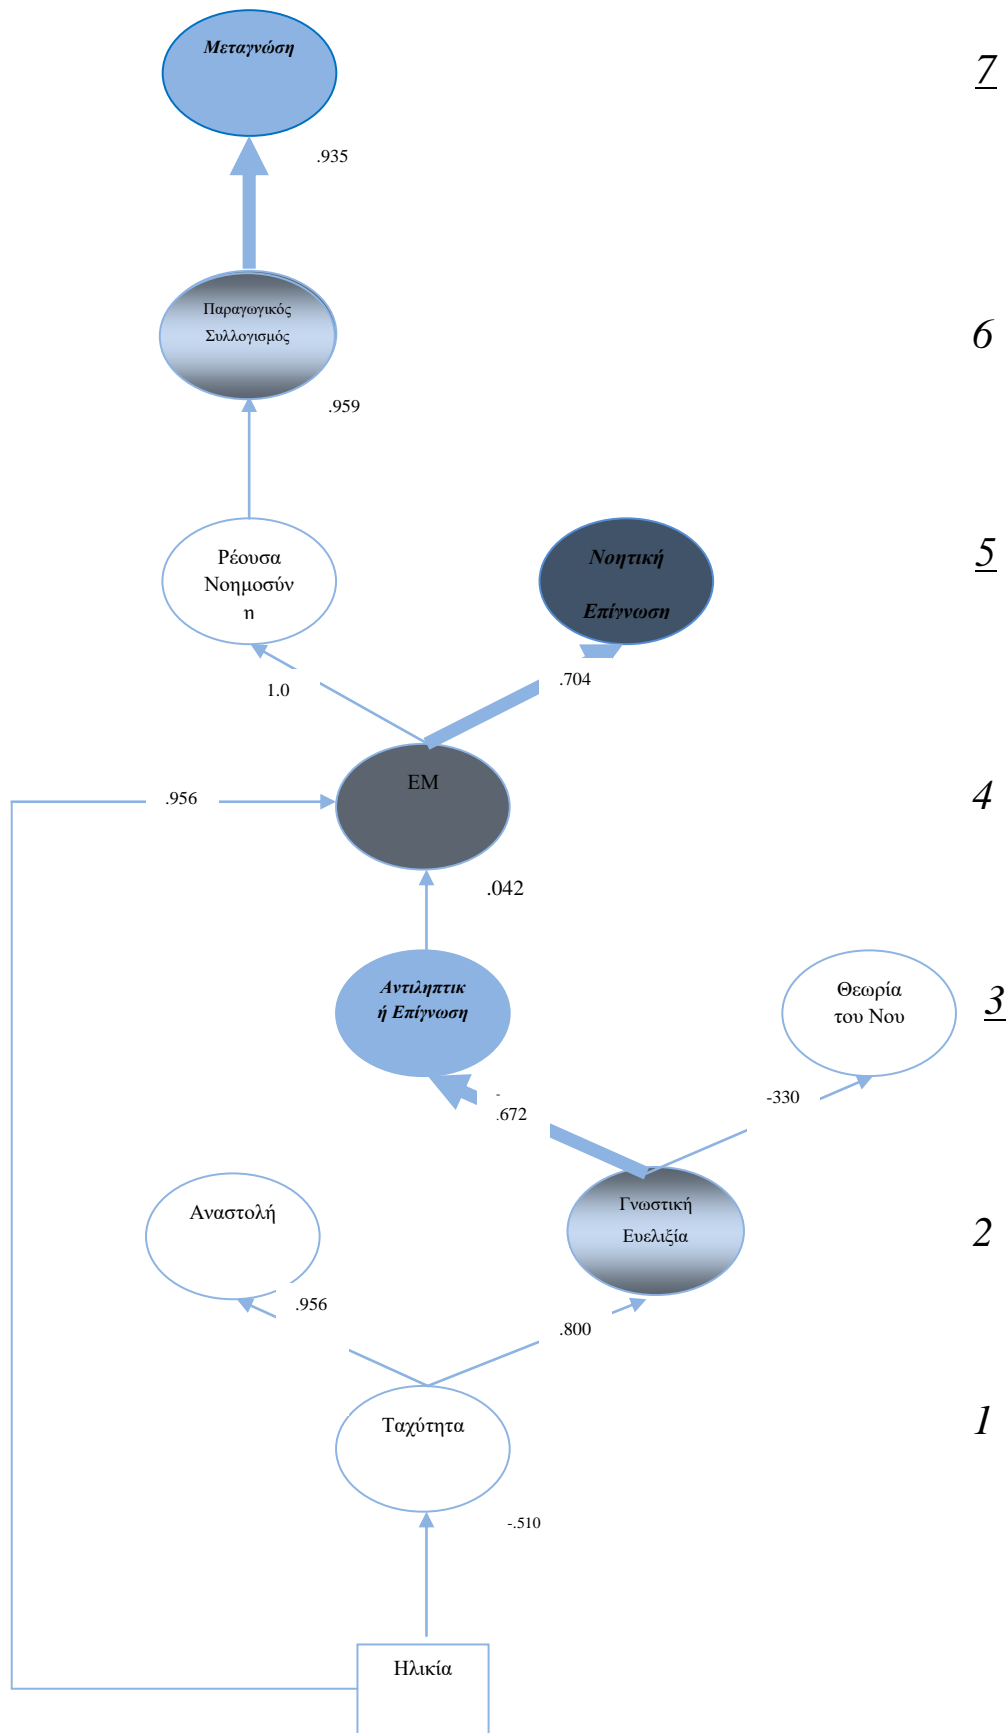 Μεταγνώση
7
.935
Παραγωγικός
Συλλογισμός
6
.959
Ρέουσα
Νοημοσύν
η
Νοητική
Επίγνωση
5
1.0
.704
ΕΜ
.956
4
.042
Αντιληπτικ
ή Επίγνωση
Θεωρία
του Νου
3
-
.672
-330
Αναστολή
Γνωστική
Ευελιξία
2
.956
.800
Ταχύτητα
1
-.510
Ηλικία